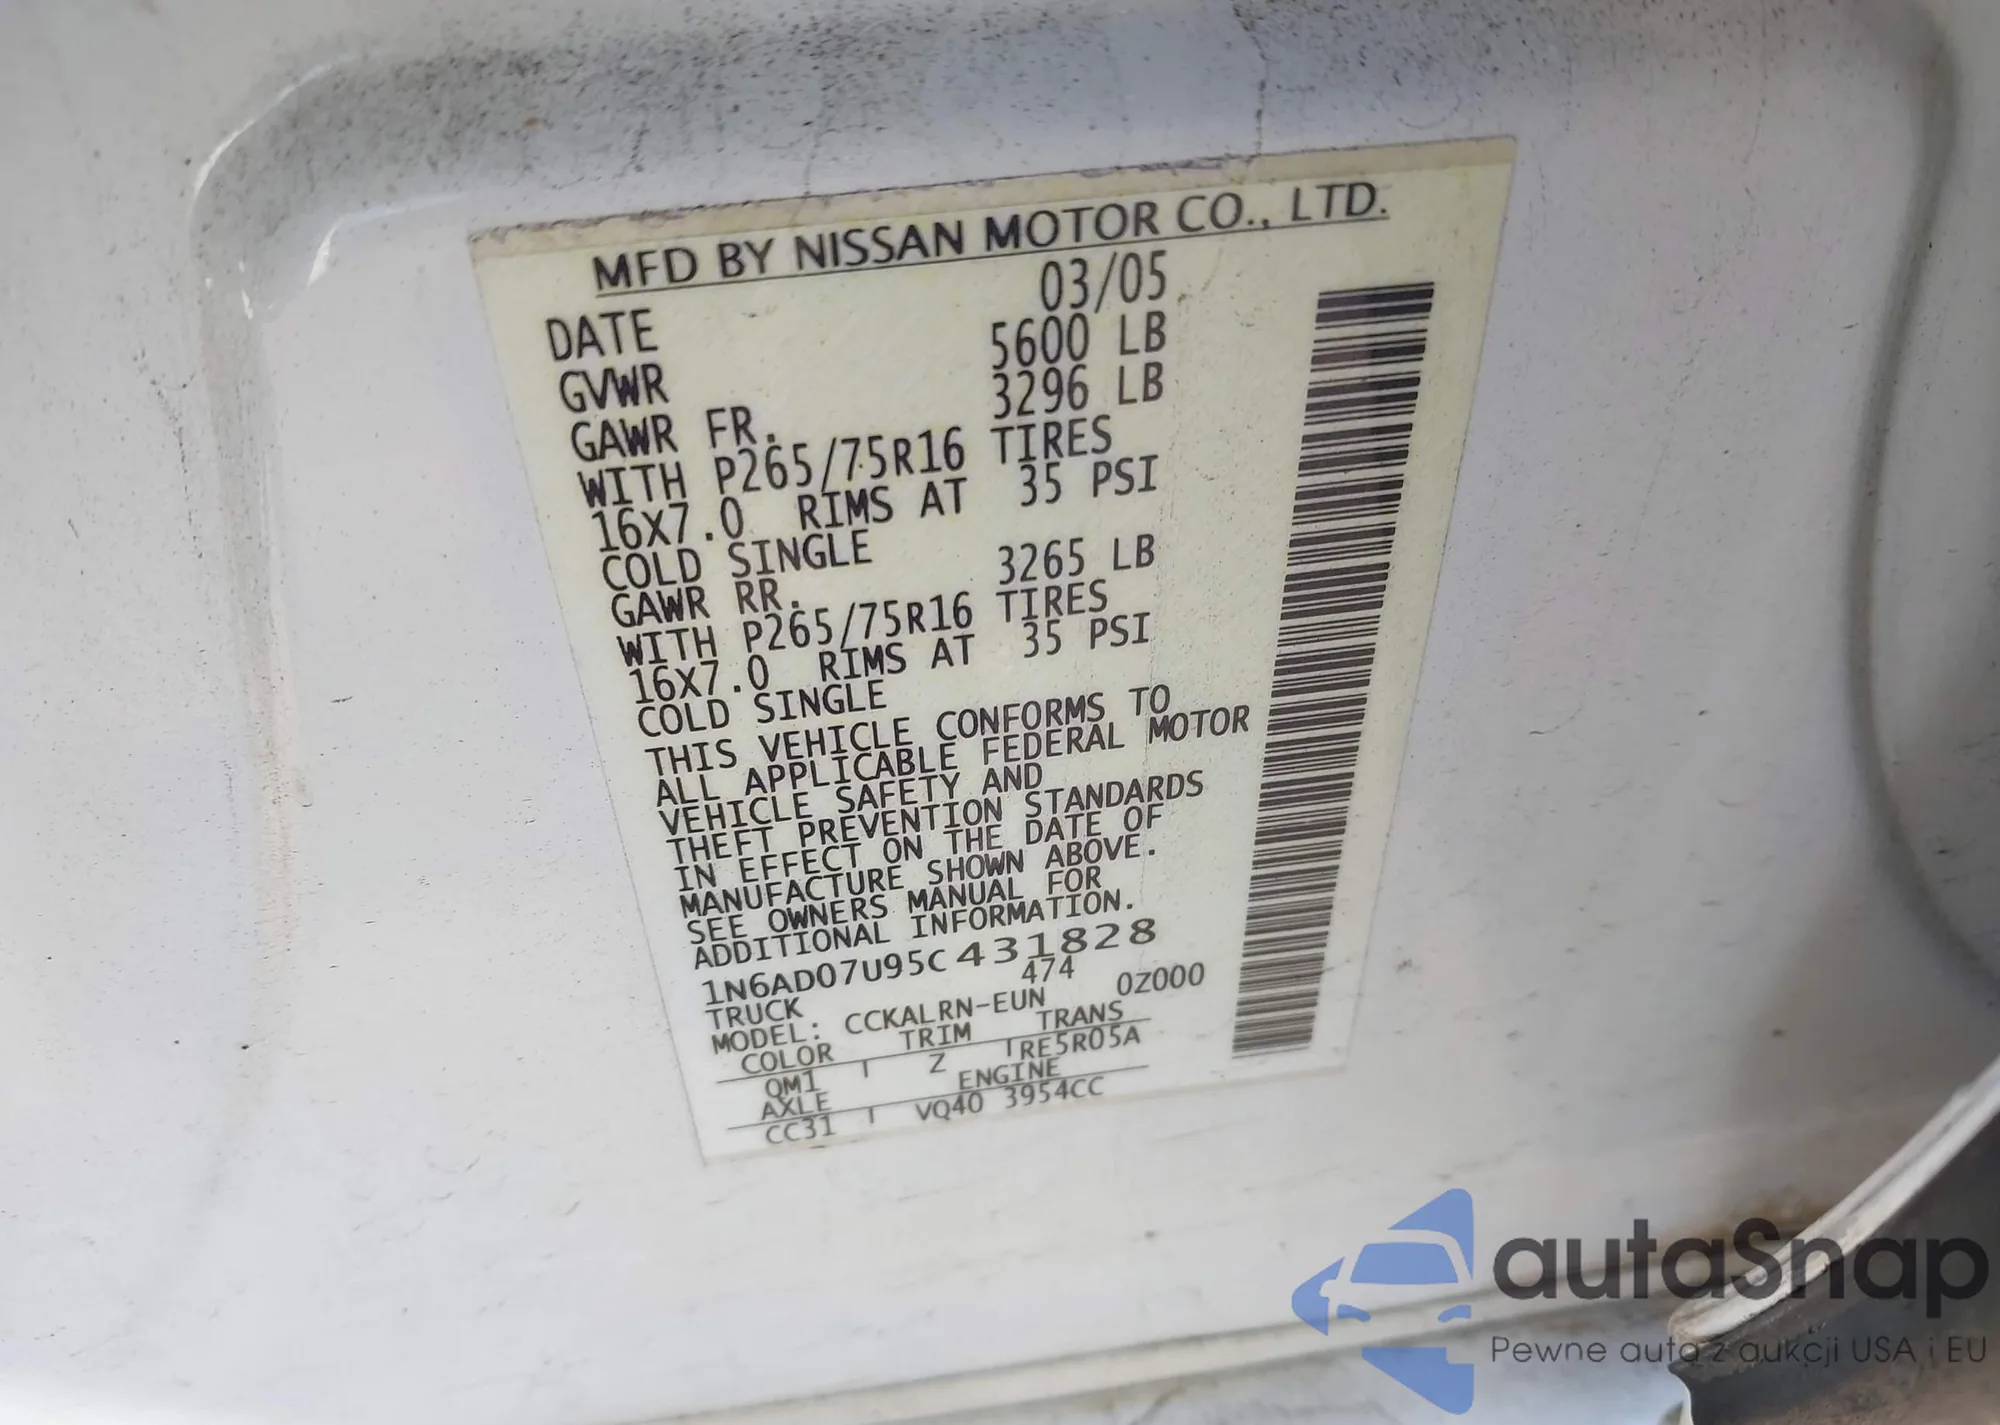 MFD BY NISSAN MOTOR CO., LTD.
DATE 03/05
GVWR 5600 LB
GAWR FR. 3296 LB
WITH P265/75R16 TIRES
16X7.0 RIMS AT 35 PSI
COLD SINGLE
GAWR RR. 3265 LB
WITH P265/75R16 TIRES
16X7.0 RIMS AT 35 PSI
COLD SINGLE
THIS VEHICLE CONFORMS TO
ALL APPLICABLE FEDERAL MOTOR
VEHICLE SAFETY AND
THEFT PREVENTION STANDARDS
IN EFFECT ON THE DATE OF
MANUFACTURE SHOWN ABOVE.
SEE OWNERS MANUAL FOR
ADDITIONAL INFORMATION.
1N6AD07U95C431828
TRUCK 474 0Z000
MODEL: CCKALRN-EUN
COLOR TRIM TRANS
QM1 Z RE5R05A
AXLE ENGINE
CC31 VQ40 3954CC
autaSnap
Pewne auta z aukcji USA i EU